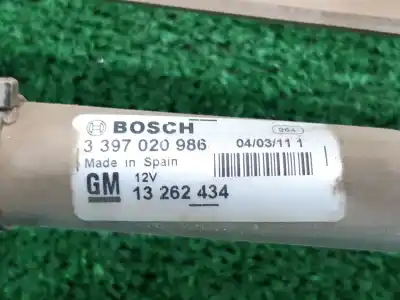 BOSCH
3 397 020 986 04/03/11 1
Made in Spain
GM 12V
13 262 434